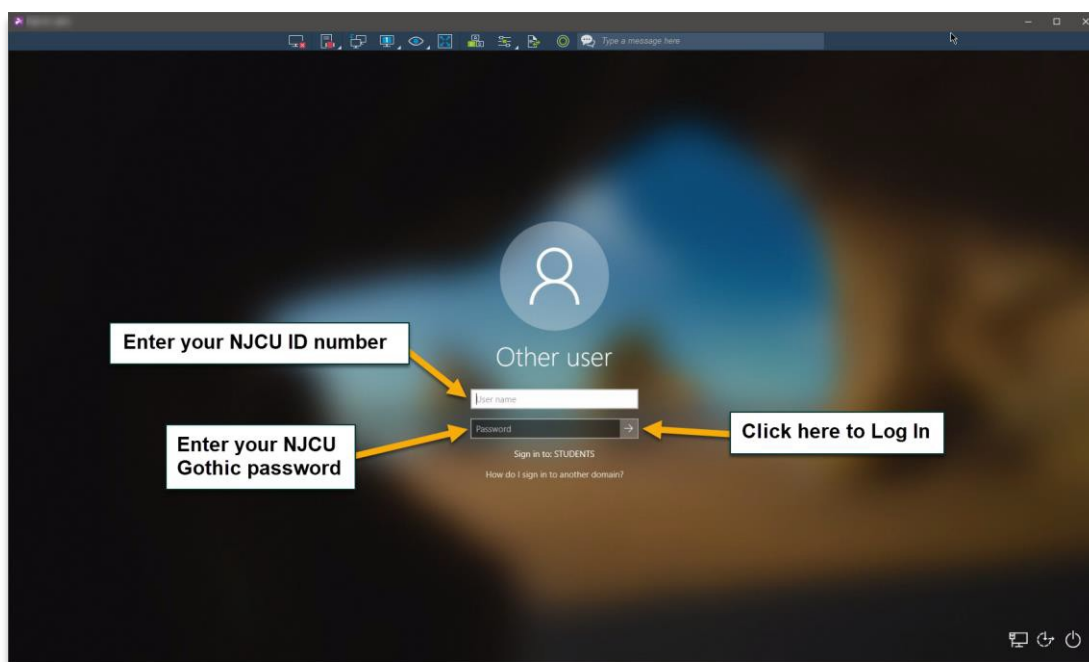 Type a message here
Enter your NJCU ID number
Other user
User name
Enter your NJCU
Gothic password
Password
Click here to Log In
Sign in to: STUDENTS
How do I sign in to another domain?